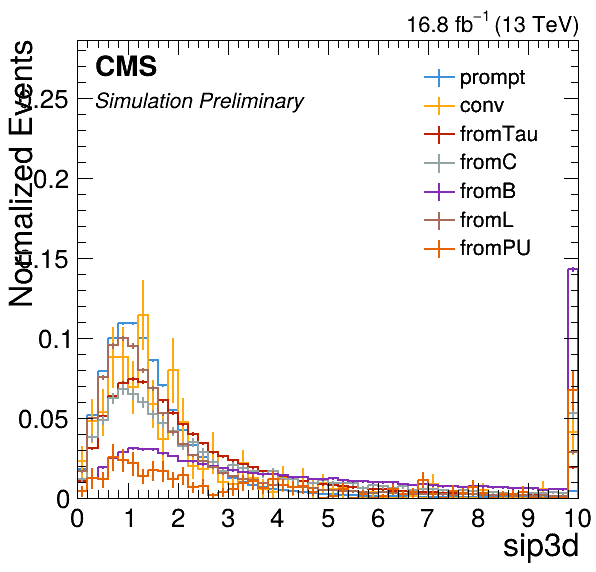 16.8 fb⁻¹ (13 TeV)
CMS
Simulation Preliminary
prompt
conv
fromTau
fromC
fromB
fromL
fromPU
Normalized Events
0.25
0.2
0.15
0.1
0.05
0
0 1 2 3 4 5 6 7 8 9 10
sip3d